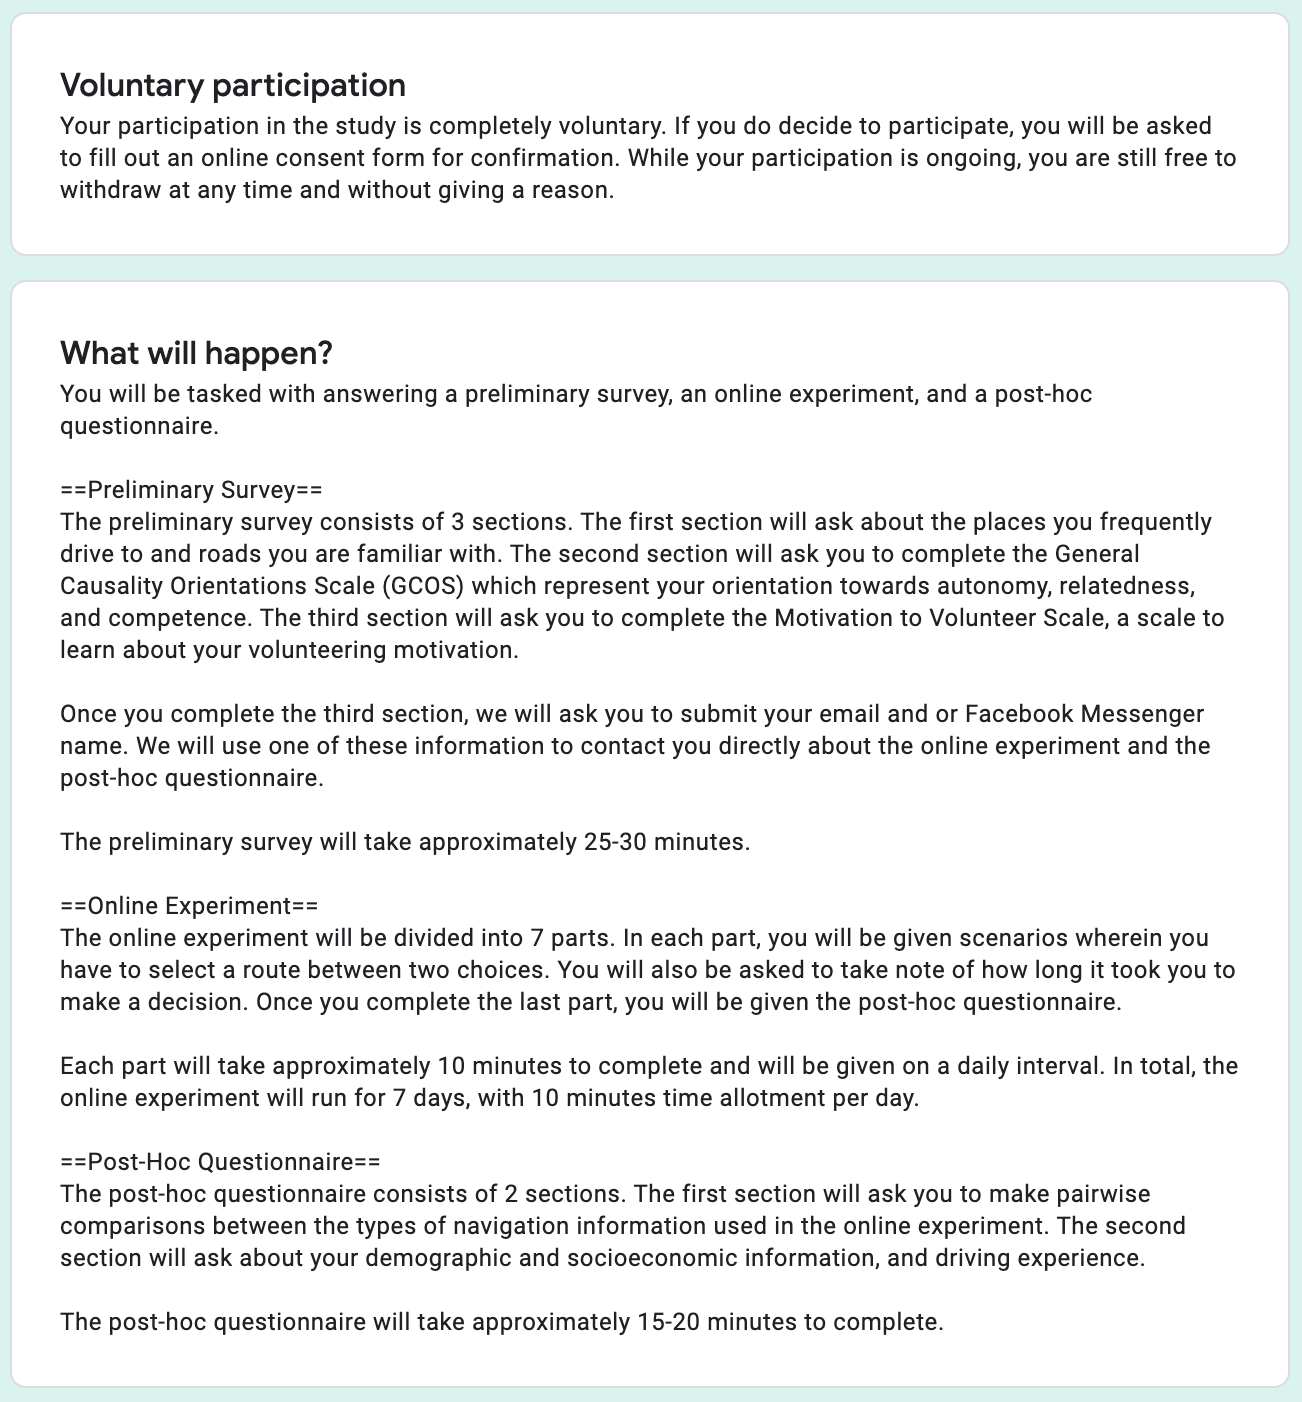 Voluntary participation
Your participation in the study is completely voluntary. If you do decide to participate, you will be asked
to fill out an online consent form for confirmation. While your participation is ongoing, you are still free to
withdraw at any time and without giving a reason.
What will happen?
You will be tasked with answering a preliminary survey, an online experiment, and a post-hoc
questionnaire.
==Preliminary Survey==
The preliminary survey consists of 3 sections. The first section will ask about the places you frequently
drive to and roads you are familiar with. The second section will ask you to complete the General
Causality Orientations Scale (GCOS) which represent your orientation towards autonomy, relatedness,
and competence. The third section will ask you to complete the Motivation to Volunteer Scale, a scale to
learn about your volunteering motivation.
Once you complete the third section, we will ask you to submit your email and or Facebook Messenger
name. We will use one of these information to contact you directly about the online experiment and the
post-hoc questionnaire.
The preliminary survey will take approximately 25-30 minutes.
==Online Experiment==
The online experiment will be divided into 7 parts. In each part, you will be given scenarios wherein you
have to select a route between two choices. You will also be asked to take note of how long it took you to
make a decision. Once you complete the last part, you will be given the post-hoc questionnaire.
Each part will take approximately 10 minutes to complete and will be given on a daily interval. In total, the
online experiment will run for 7 days, with 10 minutes time allotment per day.
==Post-Hoc Questionnaire==
The post-hoc questionnaire consists of 2 sections. The first section will ask you to make pairwise
comparisons between the types of navigation information used in the online experiment. The second
section will ask about your demographic and socioeconomic information, and driving experience.
The post-hoc questionnaire will take approximately 15-20 minutes to complete.